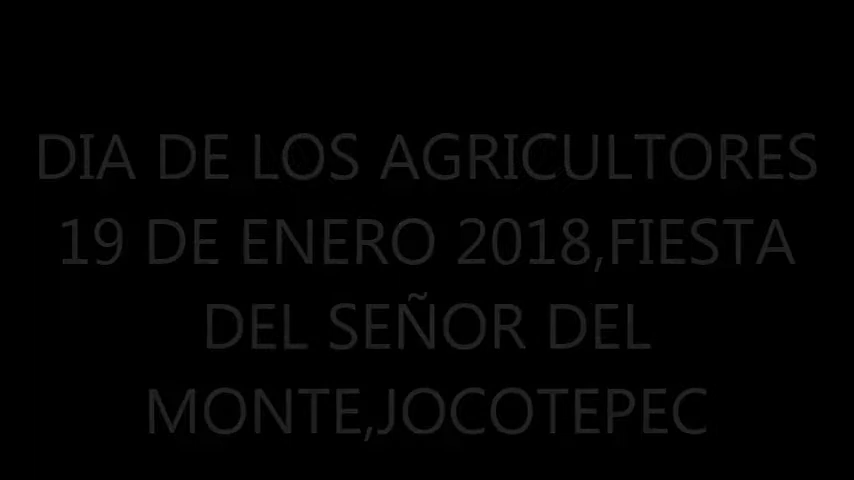 DIA DE LOS AGRICULTORES
19 DE ENERO 2018,FIESTA
DEL SEÑOR DEL
MONTE,JOCOTEPEC